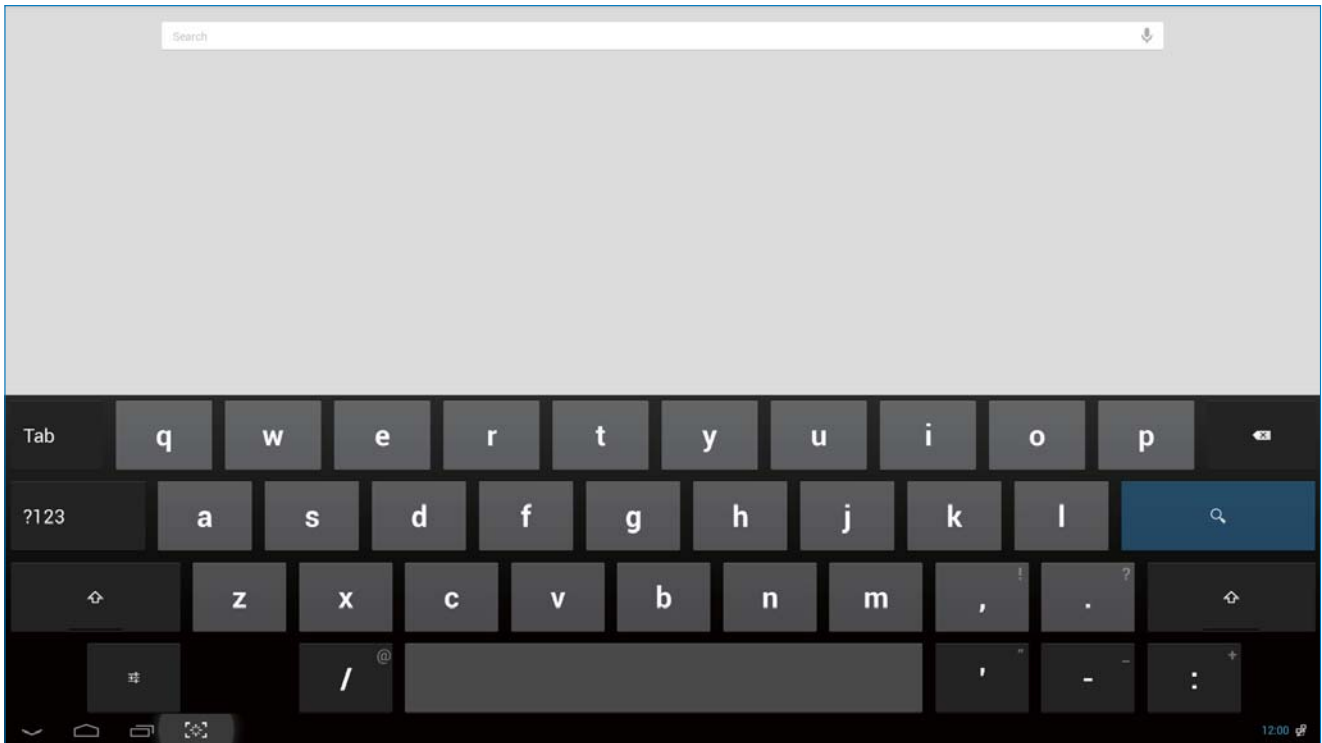 Search
Tab q w e r t y u i o p
?123 a s d f g h j k l
! ?
z x c v b n m , .
@ " _ +
/ ' - :
12:00